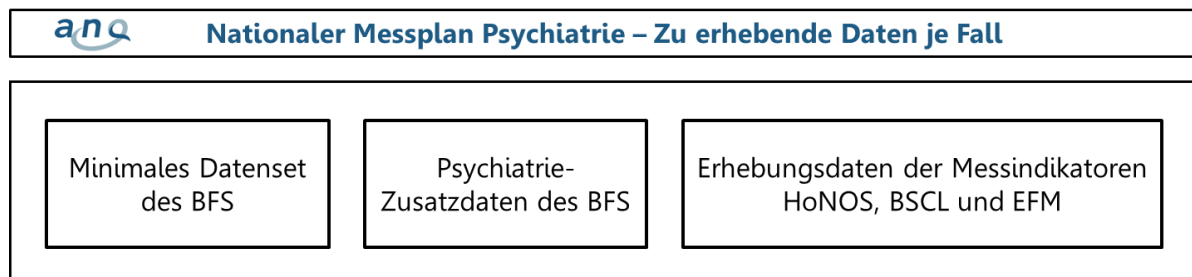 anq
Nationaler Messplan Psychiatrie – Zu erhebende Daten je Fall
Minimales Datenset
des BFS
Psychiatrie-
Zusatzdaten des BFS
Erhebungsdaten der Messindikatoren
HoNOS, BSCL und EFM